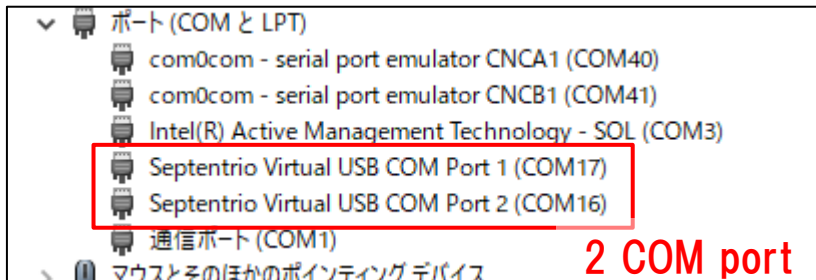 ポート (COM と LPT)
com0com - serial port emulator CNCA1 (COM40)
com0com - serial port emulator CNCB1 (COM41)
Intel(R) Active Management Technology - SOL (COM3)
Septentrio Virtual USB COM Port 1 (COM17)
Septentrio Virtual USB COM Port 2 (COM16)
通信ポート (COM1)
2 COM port
マウスとそのほかのポインティング デバイス